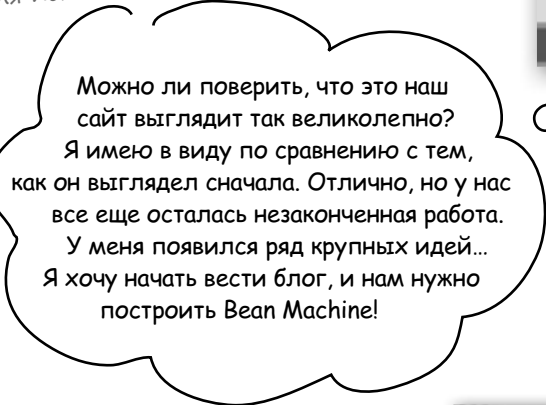 Можно ли поверить, что это наш
сайт выглядит так великолепно?
Я имею в виду по сравнению с тем,
как он выглядел сначала. Отлично, но у нас
все еще осталась незаконченная работа.
У меня появился ряд крупных идей...
Я хочу начать вести блог, и нам нужно
построить Bean Machine!